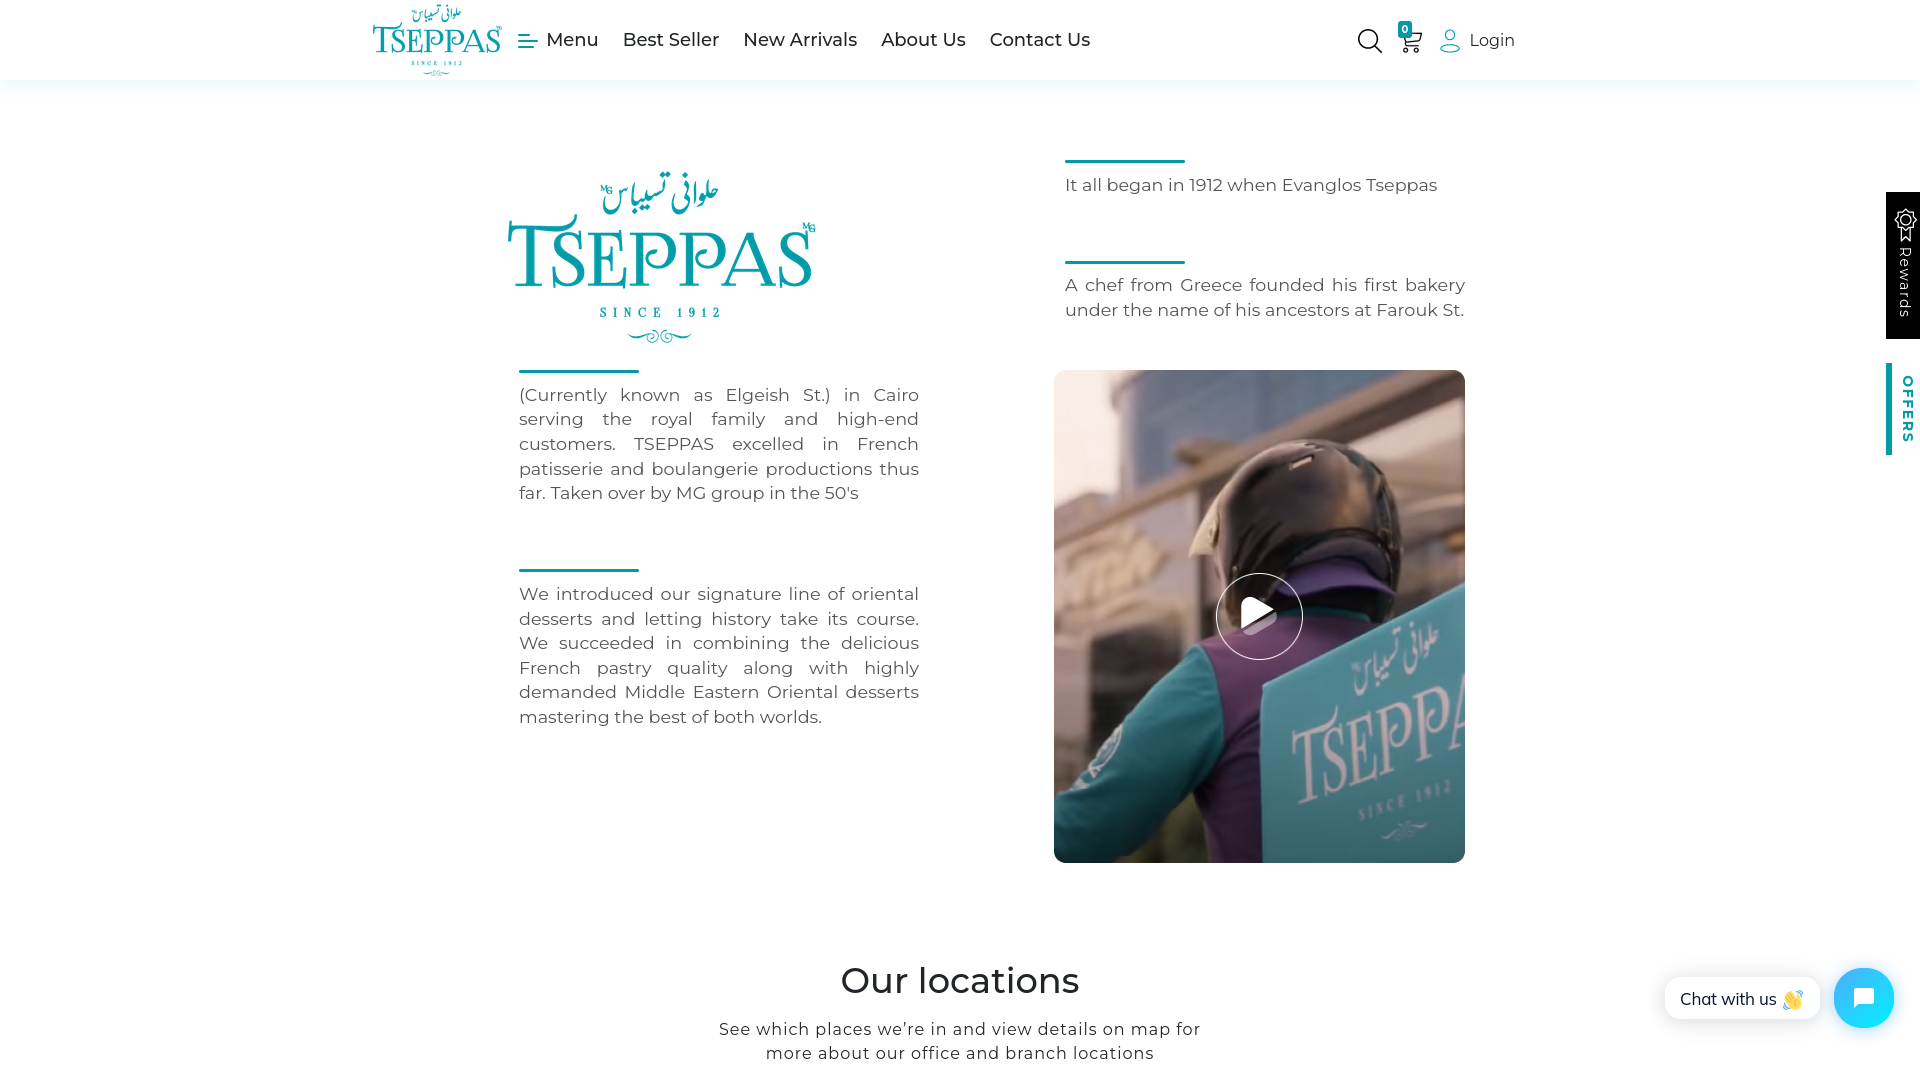 حلواني تسيباس
MG
TSEPPAS
MG
SINCE 1912
Menu
Best Seller
New Arrivals
About Us
Contact Us
0
Login
حلواني تسيباس
MG
TSEPPAS
MG
SINCE 1912
It all began in 1912 when Evanglos Tseppas
A chef from Greece founded his first bakery
under the name of his ancestors at Farouk St.
(Currently known as Elgeish St.) in Cairo
serving the royal family and high-end
customers. TSEPPAS excelled in French
patisserie and boulangerie productions thus
far. Taken over by MG group in the 50's
We introduced our signature line of oriental
desserts and letting history take its course.
We succeeded in combining the delicious
French pastry quality along with highly
demanded Middle Eastern Oriental desserts
mastering the best of both worlds.
حلواني تسيباس
TSEPPA
SINCE 1912
Rewards
OFFERS
Our locations
See which places we’re in and view details on map for
more about our office and branch locations
Chat with us 👋